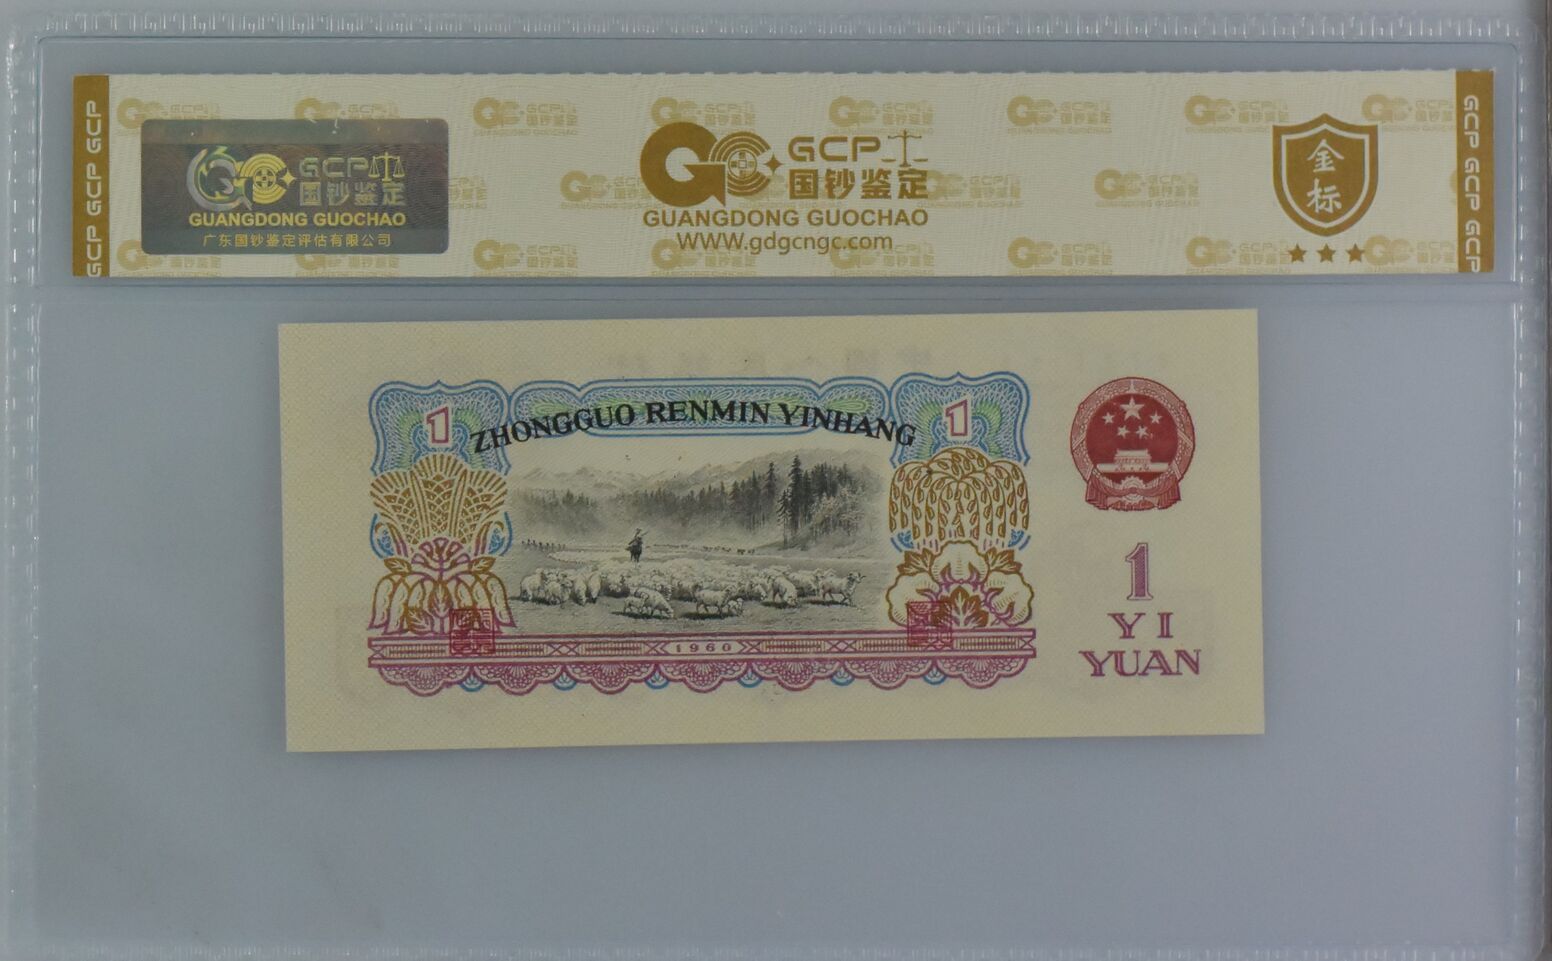 GCP GCP GCP
GCP
国钞鉴定
GUANGDONG GUOCHAO
广东国钞鉴定评估有限公司
GCP
国钞鉴定
GUANGDONG GUOCHAO
WWW.gdgcngc.com
金标
GCP GCP GCP
1
ZHONGGUO RENMIN YINHANG
1
1960
1
YI
YUAN